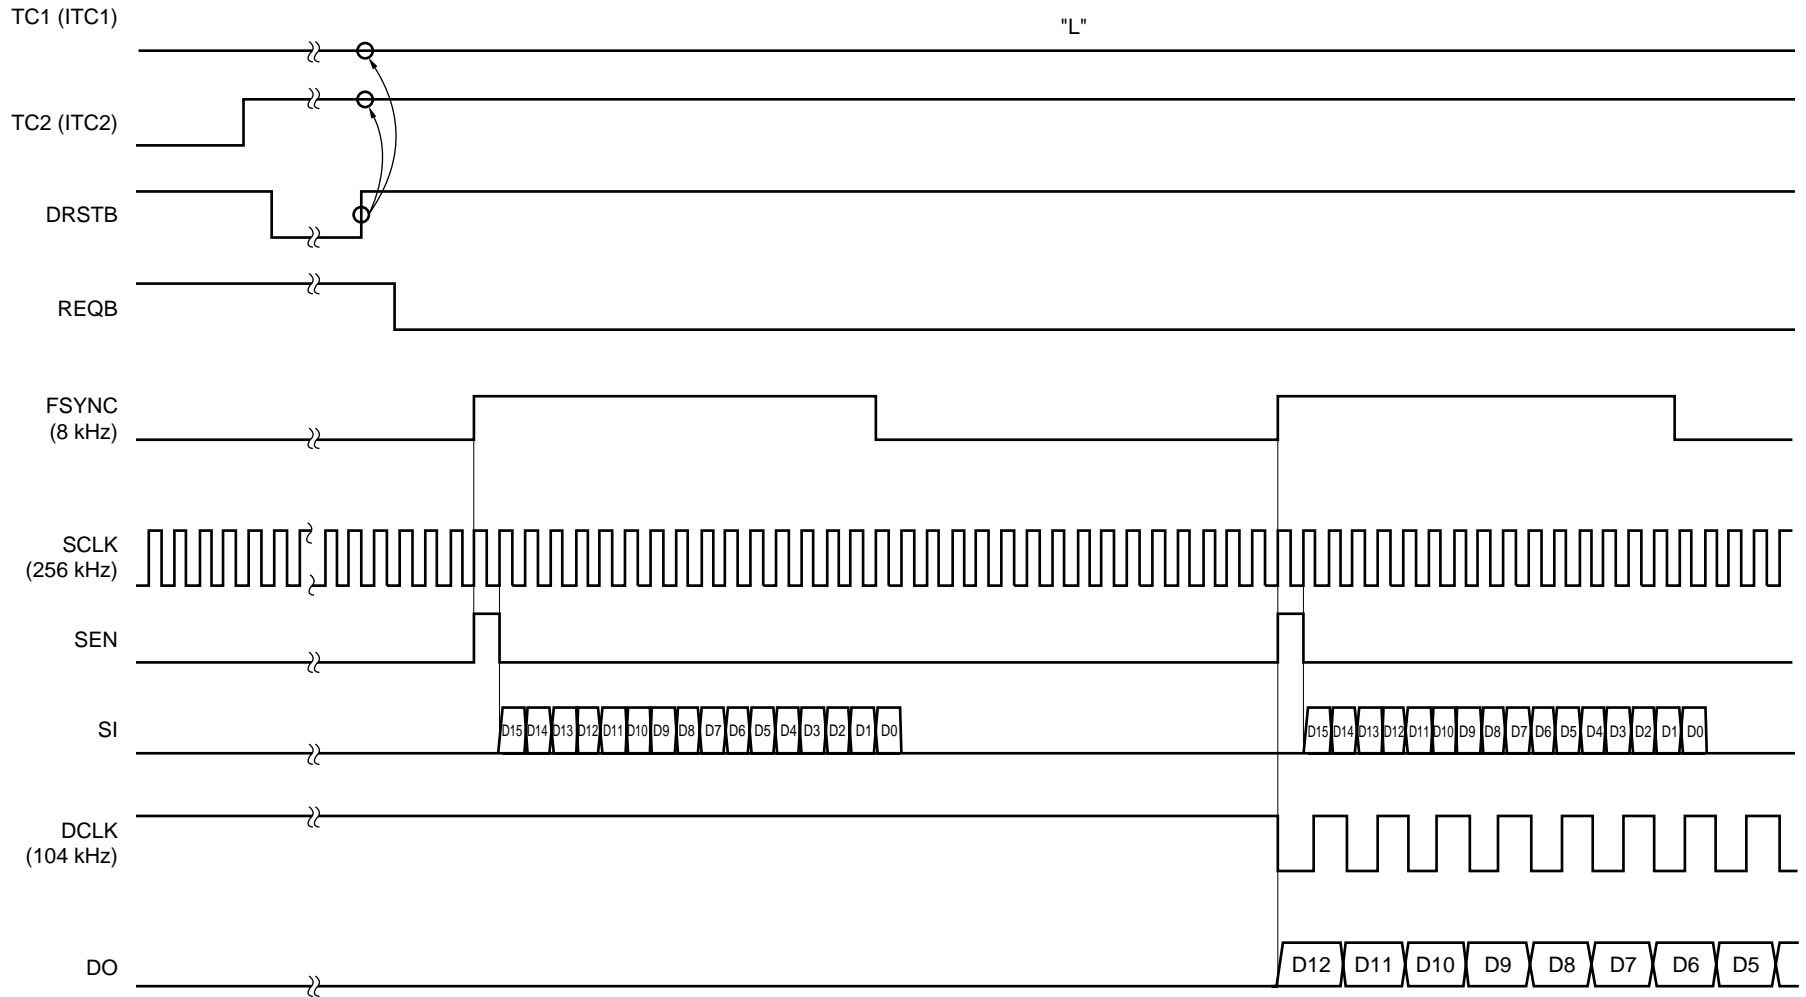 TC1 (ITC1)
"L"
TC2 (ITC2)
DRSTB
REQB
FSYNC
(8 kHz)
SCLK
(256 kHz)
SEN
SI
D15 D14 D13 D12 D11 D10 D9 D8 D7 D6 D5 D4 D3 D2 D1 D0
D15 D14 D13 D12 D11 D10 D9 D8 D7 D6 D5 D4 D3 D2 D1 D0
DCLK
(104 kHz)
DO
D12 D11 D10 D9 D8 D7 D6 D5